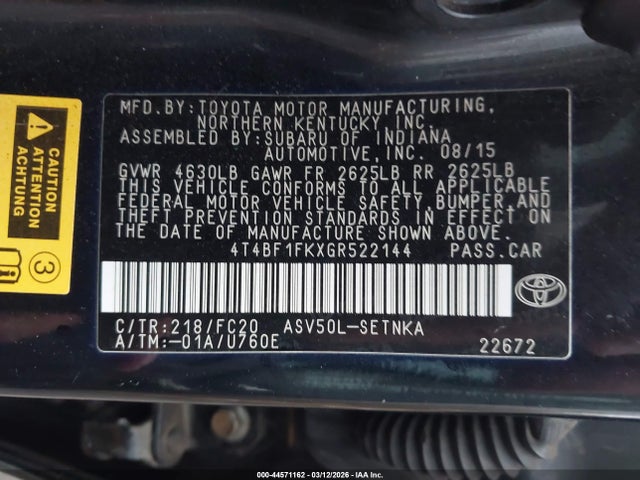 MFD.BY:TOYOTA MOTOR MANUFACTURING,
NORTHERN KENTUCKY,INC.
ASSEMBLED BY:SUBARU OF INDIANA
AUTOMOTIVE,INC. 08/15
GVWR 4630LB GAWR FR 2625LB RR 2625LB
THIS VEHICLE CONFORMS TO ALL APPLICABLE
FEDERAL MOTOR VEHICLE SAFETY,BUMPER,AND
THEFT PREVENTION STANDARDS IN EFFECT ON
THE DATE OF MANUFACTURE SHOWN ABOVE.
4T4BF1FKXGR522144 PASS.CAR
C/TR:218/FC20 ASV50L-SETNKA
A/TM:-01A/U760E
22672
CAUTION
ATTENTION
ACHTUNG
3
000-44571162 - 03/12/2026 - IAA Inc.